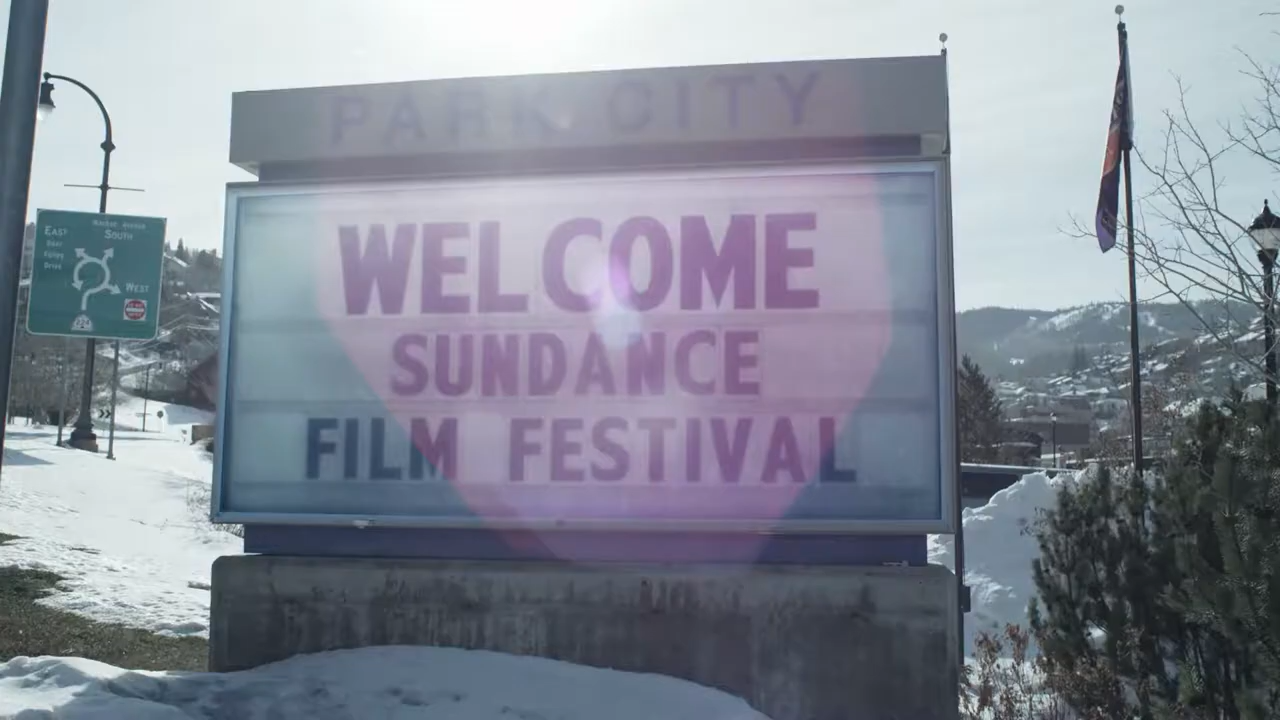 PARK CITY
WELCOME
SUNDANCE
FILM FESTIVAL
EAST
SOUTH
WEST